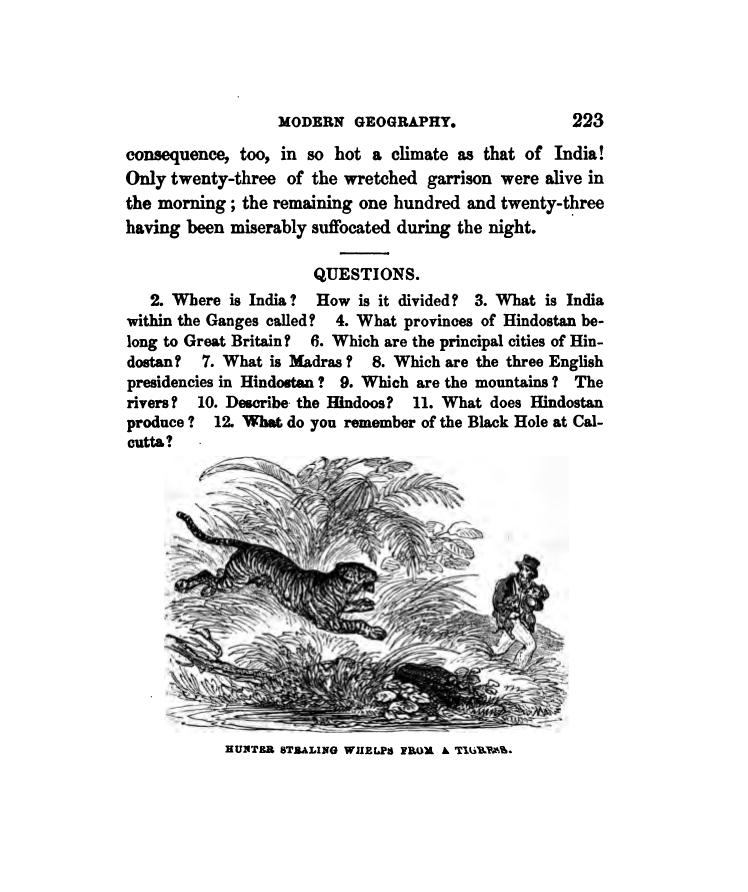 MODERN GEOGRAPHY. 223
consequence, too, in so hot a climate as that of India!
Only twenty-three of the wretched garrison were alive in
the morning; the remaining one hundred and twenty-three
having been miserably suffocated during the night.
QUESTIONS.
2. Where is India? How is it divided? 3. What is India
within the Ganges called? 4. What provinces of Hindostan be-
long to Great Britain? 6. Which are the principal cities of Hin-
dostan? 7. What is Madras? 8. Which are the three English
presidencies in Hindostan? 9. Which are the mountains? The
rivers? 10. Describe the Hindoos? 11. What does Hindostan
produce? 12. What do you remember of the Black Hole at Cal-
cutta?
HUNTER STEALING WHELPS FROM A TIGRESS.